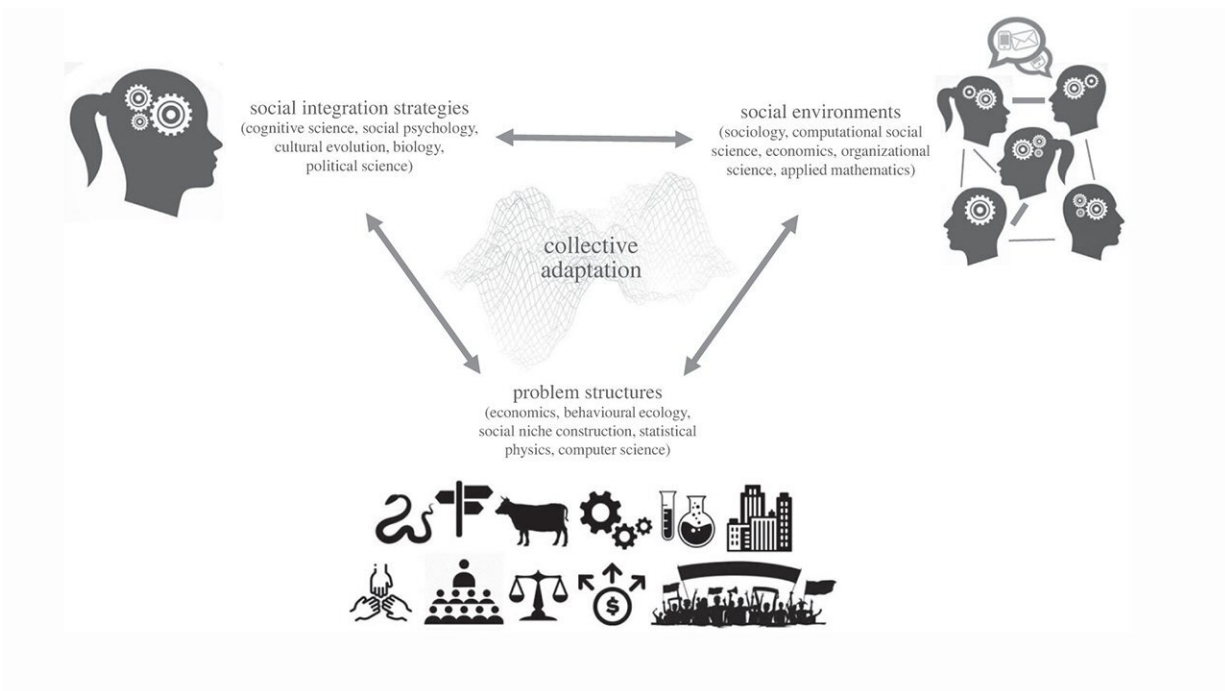 social integration strategies
(cognitive science, social psychology,
cultural evolution, biology,
political science)
social environments
(sociology, computational social
science, economics, organizational
science, applied mathematics)
collective
adaptation
problem structures
(economics, behavioural ecology,
social niche construction, statistical
physics, computer science)
$